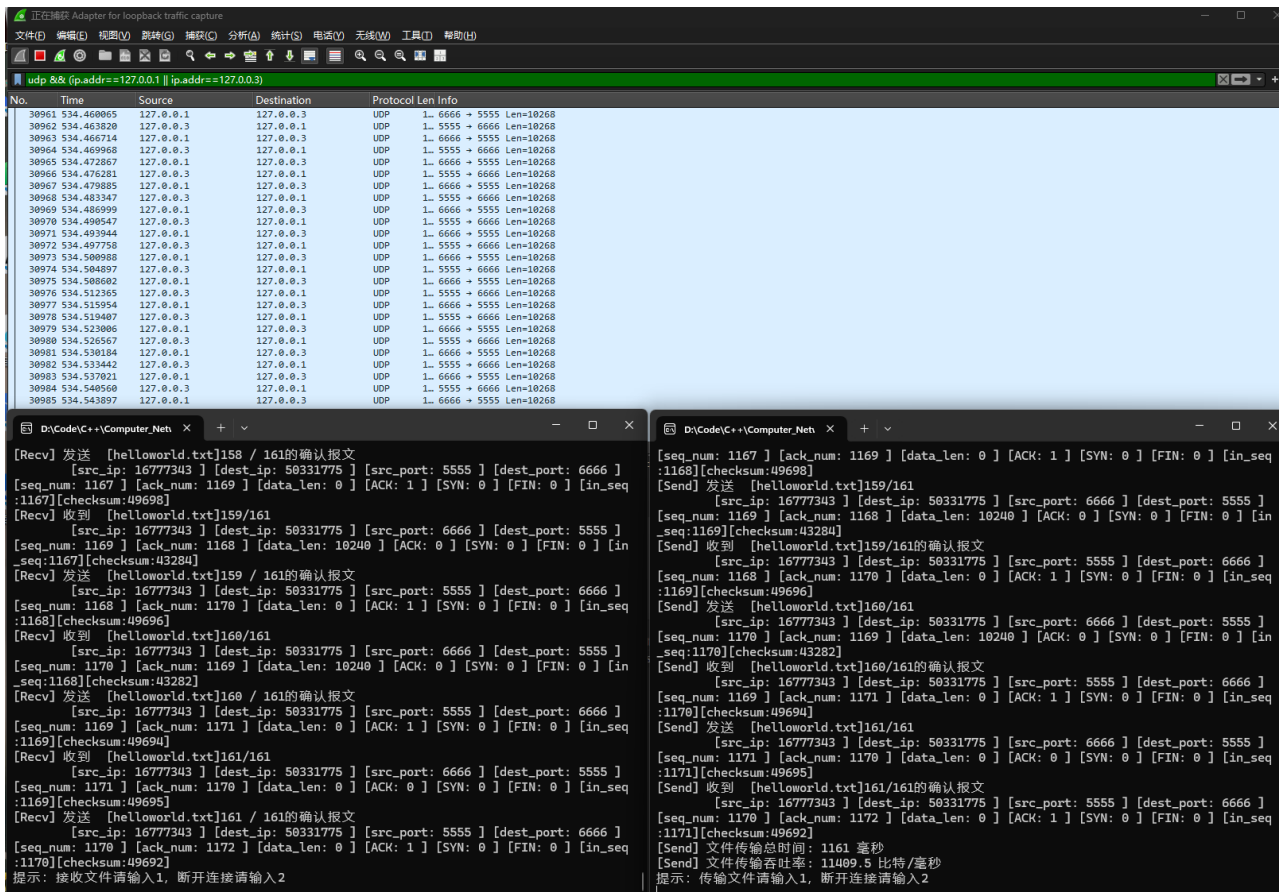 正在捕获 Adapter for loopback traffic capture
文件(F) 编辑(E) 视图(V) 跳转(G) 捕获(C) 分析(A) 统计(S) 电话(Y) 无线(W) 工具(T) 帮助(H)
udp && (ip.addr==127.0.0.1 || ip.addr==127.0.0.3)
No. Time Source Destination Protocol Len Info
30961 534.460065 127.0.0.1 127.0.0.3 UDP 1… 6666 → 5555 Len=10268
30962 534.463820 127.0.0.3 127.0.0.1 UDP 1… 5555 → 6666 Len=10268
30963 534.466714 127.0.0.1 127.0.0.3 UDP 1… 6666 → 5555 Len=10268
30964 534.469968 127.0.0.3 127.0.0.1 UDP 1… 5555 → 6666 Len=10268
30965 534.472867 127.0.0.1 127.0.0.3 UDP 1… 6666 → 5555 Len=10268
30966 534.476281 127.0.0.3 127.0.0.1 UDP 1… 5555 → 6666 Len=10268
30967 534.479885 127.0.0.1 127.0.0.3 UDP 1… 6666 → 5555 Len=10268
30968 534.483347 127.0.0.3 127.0.0.1 UDP 1… 5555 → 6666 Len=10268
30969 534.486999 127.0.0.1 127.0.0.3 UDP 1… 6666 → 5555 Len=10268
30970 534.490547 127.0.0.3 127.0.0.1 UDP 1… 5555 → 6666 Len=10268
30971 534.493944 127.0.0.1 127.0.0.3 UDP 1… 6666 → 5555 Len=10268
30972 534.497758 127.0.0.3 127.0.0.1 UDP 1… 5555 → 6666 Len=10268
30973 534.500988 127.0.0.1 127.0.0.3 UDP 1… 6666 → 5555 Len=10268
30974 534.504897 127.0.0.3 127.0.0.1 UDP 1… 5555 → 6666 Len=10268
30975 534.508602 127.0.0.1 127.0.0.3 UDP 1… 6666 → 5555 Len=10268
30976 534.512365 127.0.0.3 127.0.0.1 UDP 1… 5555 → 6666 Len=10268
30977 534.515954 127.0.0.1 127.0.0.3 UDP 1… 6666 → 5555 Len=10268
30978 534.519407 127.0.0.3 127.0.0.1 UDP 1… 5555 → 6666 Len=10268
30979 534.523006 127.0.0.1 127.0.0.3 UDP 1… 6666 → 5555 Len=10268
30980 534.526567 127.0.0.3 127.0.0.1 UDP 1… 5555 → 6666 Len=10268
30981 534.530184 127.0.0.1 127.0.0.3 UDP 1… 6666 → 5555 Len=10268
30982 534.533442 127.0.0.3 127.0.0.1 UDP 1… 5555 → 6666 Len=10268
30983 534.537021 127.0.0.1 127.0.0.3 UDP 1… 6666 → 5555 Len=10268
30984 534.540560 127.0.0.3 127.0.0.1 UDP 1… 5555 → 6666 Len=10268
30985 534.543897 127.0.0.1 127.0.0.3 UDP 1… 6666 → 5555 Len=10268
D:\Code\C++\Computer_Netw
[Recv] 发送 [helloworld.txt]158 / 161的确认报文
[src_ip: 16777343 ] [dest_ip: 50331775 ] [src_port: 5555 ] [dest_port: 6666 ]
[seq_num: 1167 ] [ack_num: 1169 ] [data_len: 0 ] [ACK: 1 ] [SYN: 0 ] [FIN: 0 ] [in_seq
:1167][checksum:49698]
[Recv] 收到 [helloworld.txt]159/161
[src_ip: 16777343 ] [dest_ip: 50331775 ] [src_port: 6666 ] [dest_port: 5555 ]
[seq_num: 1169 ] [ack_num: 1168 ] [data_len: 10240 ] [ACK: 0 ] [SYN: 0 ] [FIN: 0 ] [in
_seq:1167][checksum:43284]
[Recv] 发送 [helloworld.txt]159 / 161的确认报文
[src_ip: 16777343 ] [dest_ip: 50331775 ] [src_port: 5555 ] [dest_port: 6666 ]
[seq_num: 1168 ] [ack_num: 1170 ] [data_len: 0 ] [ACK: 1 ] [SYN: 0 ] [FIN: 0 ] [in_seq
:1168][checksum:49696]
[Recv] 收到 [helloworld.txt]160/161
[src_ip: 16777343 ] [dest_ip: 50331775 ] [src_port: 6666 ] [dest_port: 5555 ]
[seq_num: 1170 ] [ack_num: 1169 ] [data_len: 10240 ] [ACK: 0 ] [SYN: 0 ] [FIN: 0 ] [in
_seq:1168][checksum:43282]
[Recv] 发送 [helloworld.txt]160 / 161的确认报文
[src_ip: 16777343 ] [dest_ip: 50331775 ] [src_port: 5555 ] [dest_port: 6666 ]
[seq_num: 1169 ] [ack_num: 1171 ] [data_len: 0 ] [ACK: 1 ] [SYN: 0 ] [FIN: 0 ] [in_seq
:1169][checksum:49694]
[Recv] 收到 [helloworld.txt]161/161
[src_ip: 16777343 ] [dest_ip: 50331775 ] [src_port: 6666 ] [dest_port: 5555 ]
[seq_num: 1171 ] [ack_num: 1170 ] [data_len: 0 ] [ACK: 0 ] [SYN: 0 ] [FIN: 0 ] [in_seq
:1169][checksum:49695]
[Recv] 发送 [helloworld.txt]161 / 161的确认报文
[src_ip: 16777343 ] [dest_ip: 50331775 ] [src_port: 5555 ] [dest_port: 6666 ]
[seq_num: 1170 ] [ack_num: 1172 ] [data_len: 0 ] [ACK: 1 ] [SYN: 0 ] [FIN: 0 ] [in_seq
:1170][checksum:49692]
提示: 接收文件请输入1, 断开连接请输入2
D:\Code\C++\Computer_Netw
[seq_num: 1167 ] [ack_num: 1169 ] [data_len: 0 ] [ACK: 1 ] [SYN: 0 ] [FIN: 0 ] [in_seq
:1168][checksum:49698]
[Send] 发送 [helloworld.txt]159/161
[src_ip: 16777343 ] [dest_ip: 50331775 ] [src_port: 6666 ] [dest_port: 5555 ]
[seq_num: 1169 ] [ack_num: 1168 ] [data_len: 10240 ] [ACK: 0 ] [SYN: 0 ] [FIN: 0 ] [in
_seq:1169][checksum:43284]
[Send] 收到 [helloworld.txt]159/161的确认报文
[src_ip: 16777343 ] [dest_ip: 50331775 ] [src_port: 5555 ] [dest_port: 6666 ]
[seq_num: 1168 ] [ack_num: 1170 ] [data_len: 0 ] [ACK: 1 ] [SYN: 0 ] [FIN: 0 ] [in_seq
:1169][checksum:49696]
[Send] 发送 [helloworld.txt]160/161
[src_ip: 16777343 ] [dest_ip: 50331775 ] [src_port: 6666 ] [dest_port: 5555 ]
[seq_num: 1170 ] [ack_num: 1169 ] [data_len: 10240 ] [ACK: 0 ] [SYN: 0 ] [FIN: 0 ] [in
_seq:1170][checksum:43282]
[Send] 收到 [helloworld.txt]160/161的确认报文
[src_ip: 16777343 ] [dest_ip: 50331775 ] [src_port: 5555 ] [dest_port: 6666 ]
[seq_num: 1169 ] [ack_num: 1171 ] [data_len: 0 ] [ACK: 1 ] [SYN: 0 ] [FIN: 0 ] [in_seq
:1170][checksum:49694]
[Send] 发送 [helloworld.txt]161/161
[src_ip: 16777343 ] [dest_ip: 50331775 ] [src_port: 6666 ] [dest_port: 5555 ]
[seq_num: 1171 ] [ack_num: 1170 ] [data_len: 0 ] [ACK: 0 ] [SYN: 0 ] [FIN: 0 ] [in_seq
:1171][checksum:49695]
[Send] 收到 [helloworld.txt]161/161的确认报文
[src_ip: 16777343 ] [dest_ip: 50331775 ] [src_port: 5555 ] [dest_port: 6666 ]
[seq_num: 1170 ] [ack_num: 1172 ] [data_len: 0 ] [ACK: 1 ] [SYN: 0 ] [FIN: 0 ] [in_seq
:1171][checksum:49692]
[Send] 文件传输总时间: 1161 毫秒
[Send] 文件传输吞吐率: 11409.5 比特/毫秒
提示: 传输文件请输入1, 断开连接请输入2